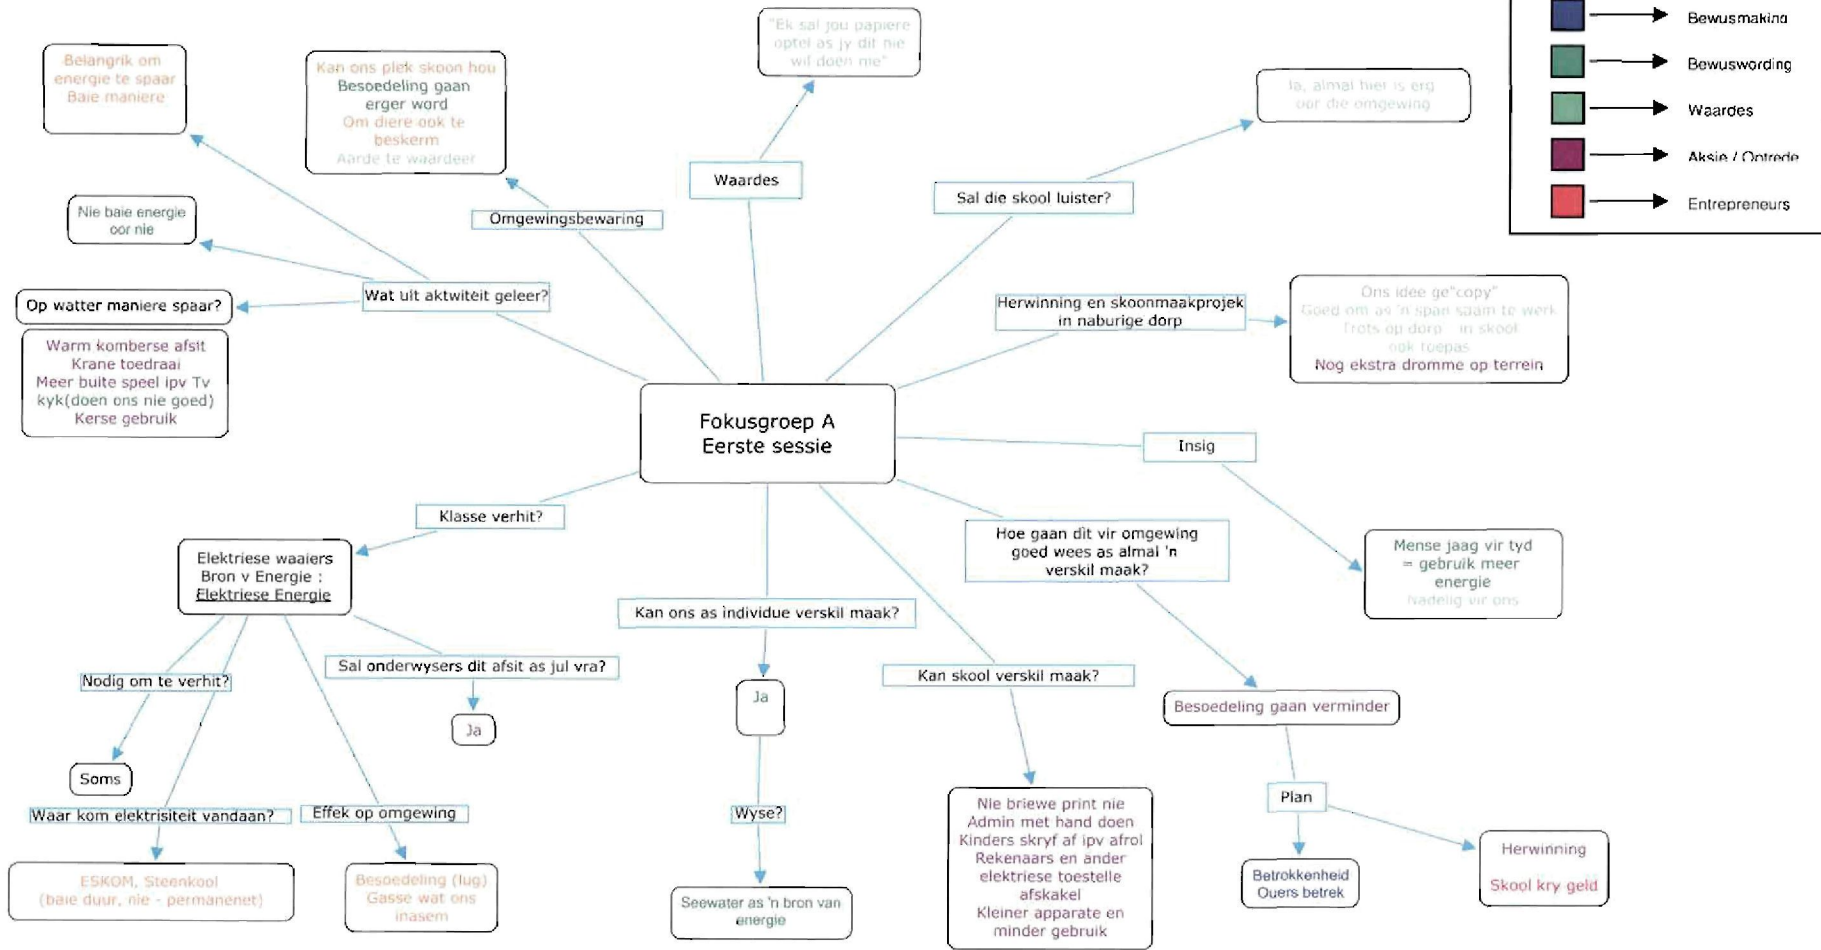 Bewusmaking
Bewuswording
Waardes
Aksie / Optrede
Entrepreneurs
"Ek sal jou papiere
optel as jy dit nie
wil doen nie"
Belangrik om
energie te spaar
Baie maniere
Kan ons plek skoon hou
Besoedeling gaan
erger word
Om diere ook te
beskerm
Aarde te waardeer
Ja, almal hier is erg
oor die omgewing
Waardes
Sal die skool luister?
Nie baie energie
oor nie
Omgewingsbewaring
Wat uit aktwiteit geleer?
Op watter maniere spaar?
Herwinning en skoonmaakprojek
in naburige dorp
Ons idee ge"copy"
Goed om as 'n span saam te werk
Trots op dorp in skool
ook toepas
Nog ekstra dromme op terrein
Warm komberse afsit
Krane toedraai
Meer buite speel ipv Tv
kyk(doen ons nie goed)
Kerse gebruik
Fokusgroep A
Eerste sessie
Insig
Klasse verhit?
Hoe gaan dit vir omgewing
goed wees as almal 'n
verskil maak?
Mense jaag vir tyd
= gebruik meer
energie
Nadelig vir ons
Elektriese waaiers
Bron v Energie :
Elektriese Energie
Kan ons as individue verskil maak?
Sal onderwysers dit afsit as jul vra?
Nodig om te verhit?
Kan skool verskil maak?
Ja
Ja
Besoedeling gaan verminder
Soms
Plan
Waar kom elektrisiteit vandaan?
Effek op omgewing
Wyse?
Nie briewe print nie
Admin met hand doen
Kinders skryf af ipv afrol
Rekenaars en ander
elektriese toestelle
afskakel
Kleiner apparate en
minder gebruik
Herwinning
Skool kry geld
Betrokkenheid
Ouers betrek
ESKOM, Steenkool
(baie duur, nie - permanenet)
Besoedeling (lug)
Gasse wat ons
inasem
Seewater as 'n bron van
energie